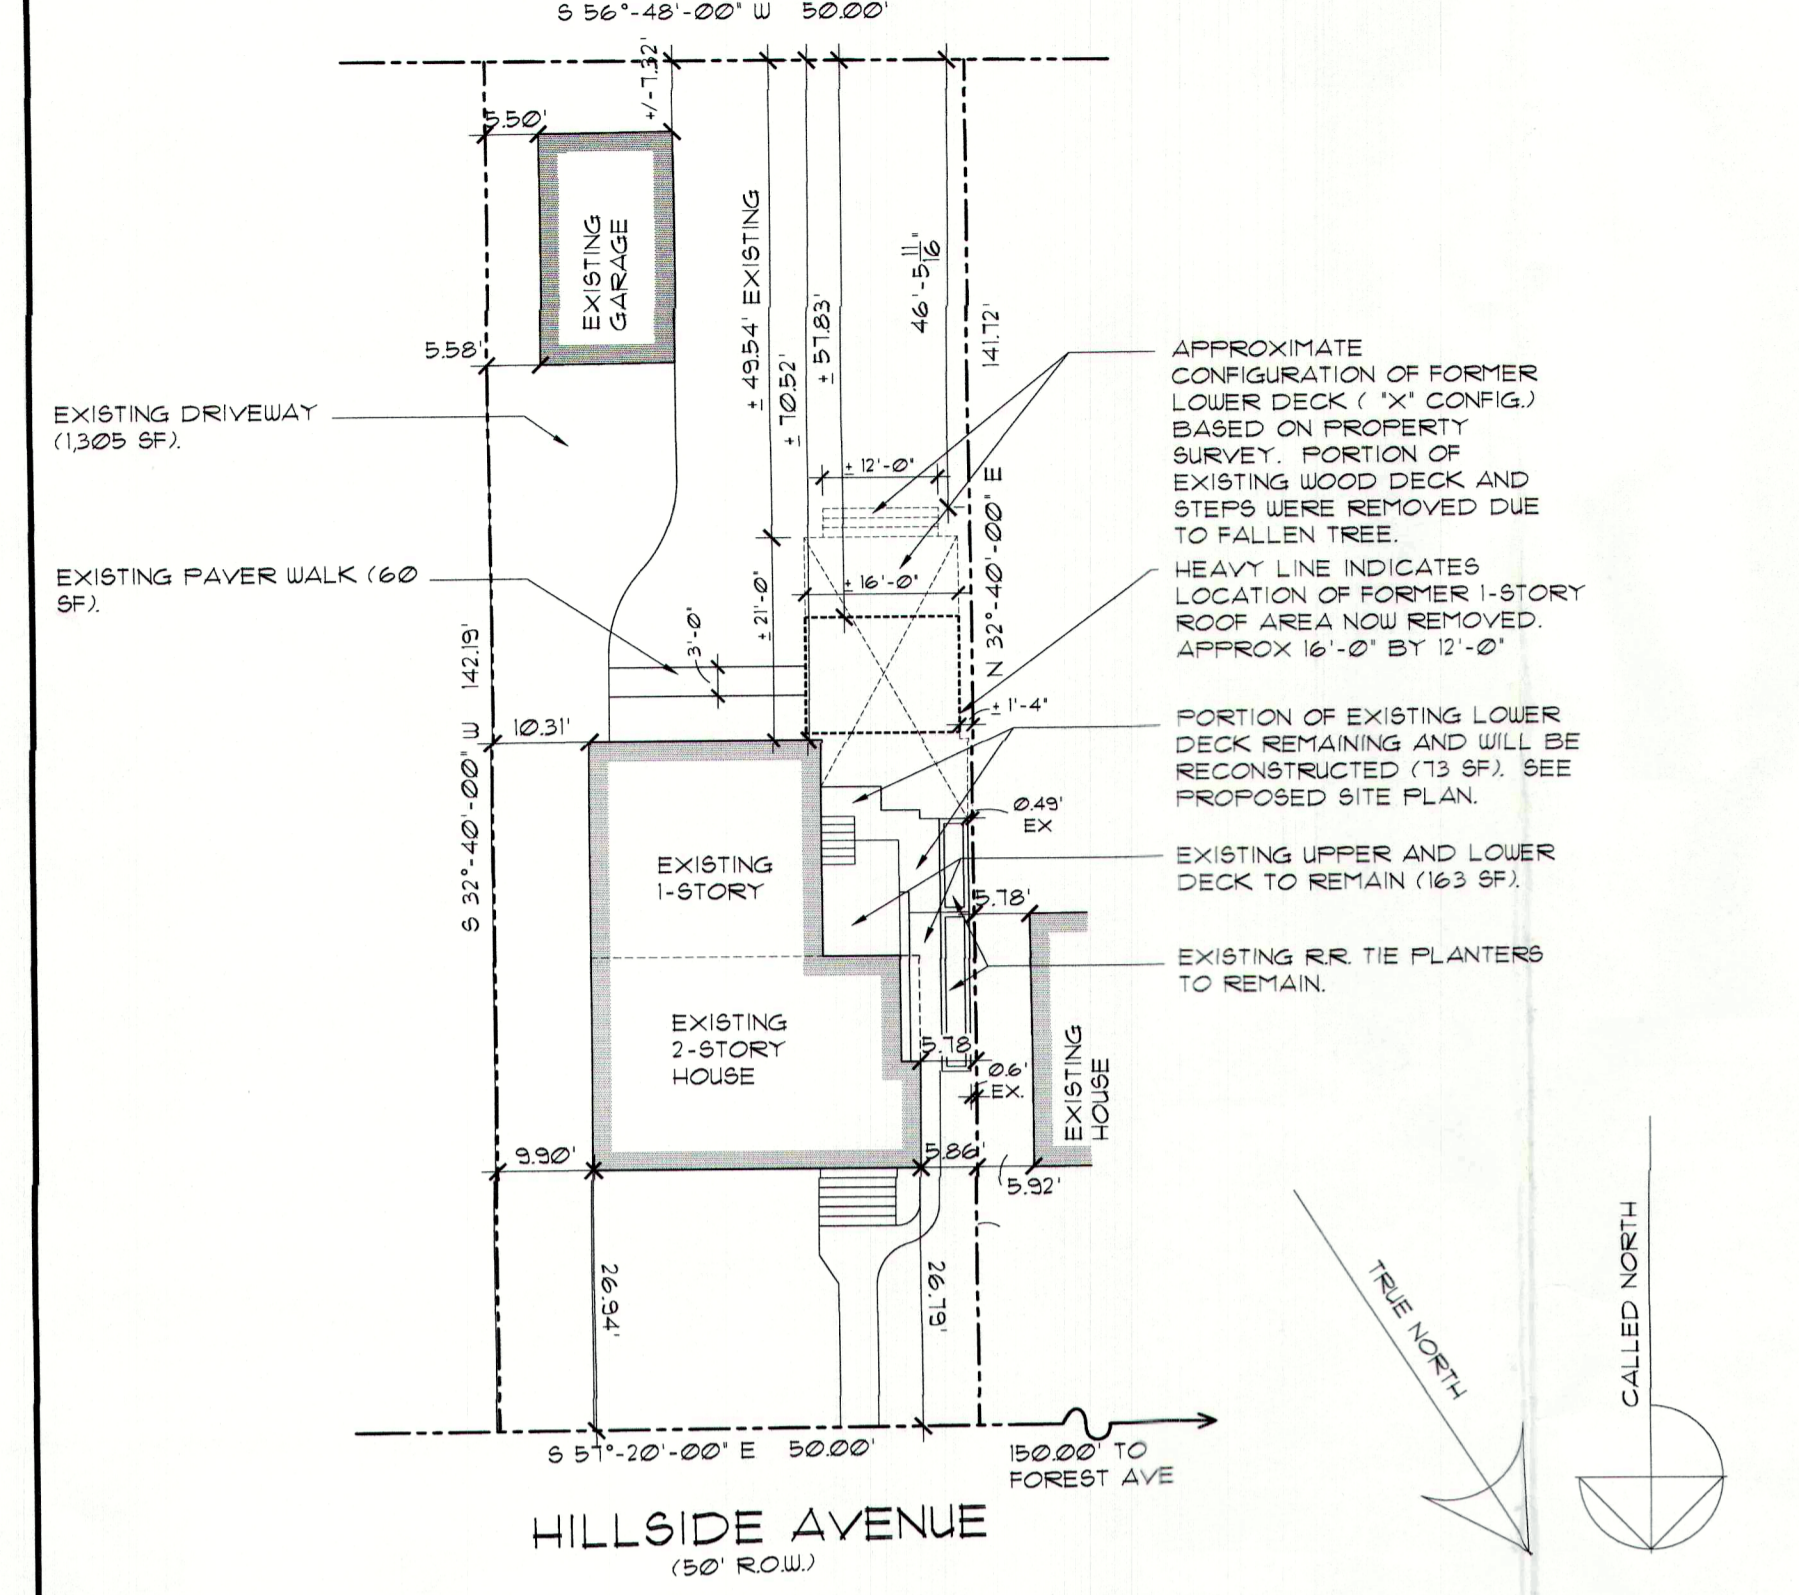 S 56°-48'-00" W 50.00'
+/- 7.32'
5.50'
EXISTING
GARAGE
5.58'
± 49.54' EXISTING
± 70.52'
± 57.83'
46'-5 11/16"
141.72'
N 32°-40'-00" E
EXISTING DRIVEWAY
(1,305 SF).
EXISTING PAVER WALK (60
SF).
± 12'-0"
± 16'-0"
± 21'-0"
3'-0"
± 1'-4"
APPROXIMATE
CONFIGURATION OF FORMER
LOWER DECK ( "X" CONFIG.)
BASED ON PROPERTY
SURVEY. PORTION OF
EXISTING WOOD DECK AND
STEPS WERE REMOVED DUE
TO FALLEN TREE.
HEAVY LINE INDICATES
LOCATION OF FORMER 1-STORY
ROOF AREA NOW REMOVED.
APPROX 16'-0" BY 12'-0"
S 32°-40'-00" W 142.19'
10.31'
PORTION OF EXISTING LOWER
DECK REMAINING AND WILL BE
RECONSTRUCTED (73 SF). SEE
PROPOSED SITE PLAN.
0.49'
EX
EXISTING
1-STORY
EXISTING UPPER AND LOWER
DECK TO REMAIN (163 SF).
5.78'
EXISTING R.R. TIE PLANTERS
TO REMAIN.
EXISTING
2-STORY
HOUSE
5.78
0.6'
EX.
EXISTING
HOUSE
9.90'
5.86'
5.92'
26.94'
26.79'
S 57°-20'-00" E 50.00'
150.00' TO
FOREST AVE
HILLSIDE AVENUE
(50' R.O.W.)
TRUE NORTH
CALLED NORTH